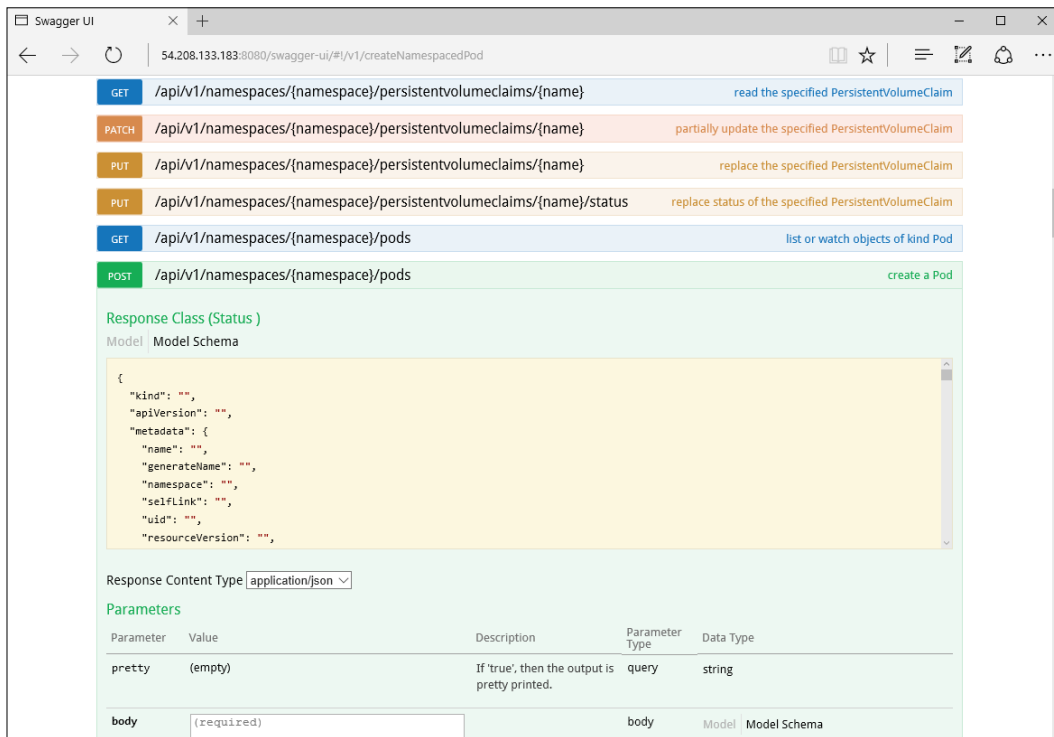 Swagger UI
54.208.133.183:8080/swagger-ui/#!/v1/createNamespacedPod
GET /api/v1/namespaces/{namespace}/persistentvolumeclaims/{name} read the specified PersistentVolumeClaim
PATCH /api/v1/namespaces/{namespace}/persistentvolumeclaims/{name} partially update the specified PersistentVolumeClaim
PUT /api/v1/namespaces/{namespace}/persistentvolumeclaims/{name} replace the specified PersistentVolumeClaim
PUT /api/v1/namespaces/{namespace}/persistentvolumeclaims/{name}/status replace status of the specified PersistentVolumeClaim
GET /api/v1/namespaces/{namespace}/pods list or watch objects of kind Pod
POST /api/v1/namespaces/{namespace}/pods create a Pod
Response Class (Status )
Model Model Schema
{
"kind": "",
"apiVersion": "",
"metadata": {
"name": "",
"generateName": "",
"namespace": "",
"selfLink": "",
"uid": "",
"resourceVersion": "",
Response Content Type application/json
Parameters
Parameter Value Description Parameter Type Data Type
pretty (empty) If 'true', then the output is query string
pretty printed.
body (required) body Model Model Schema